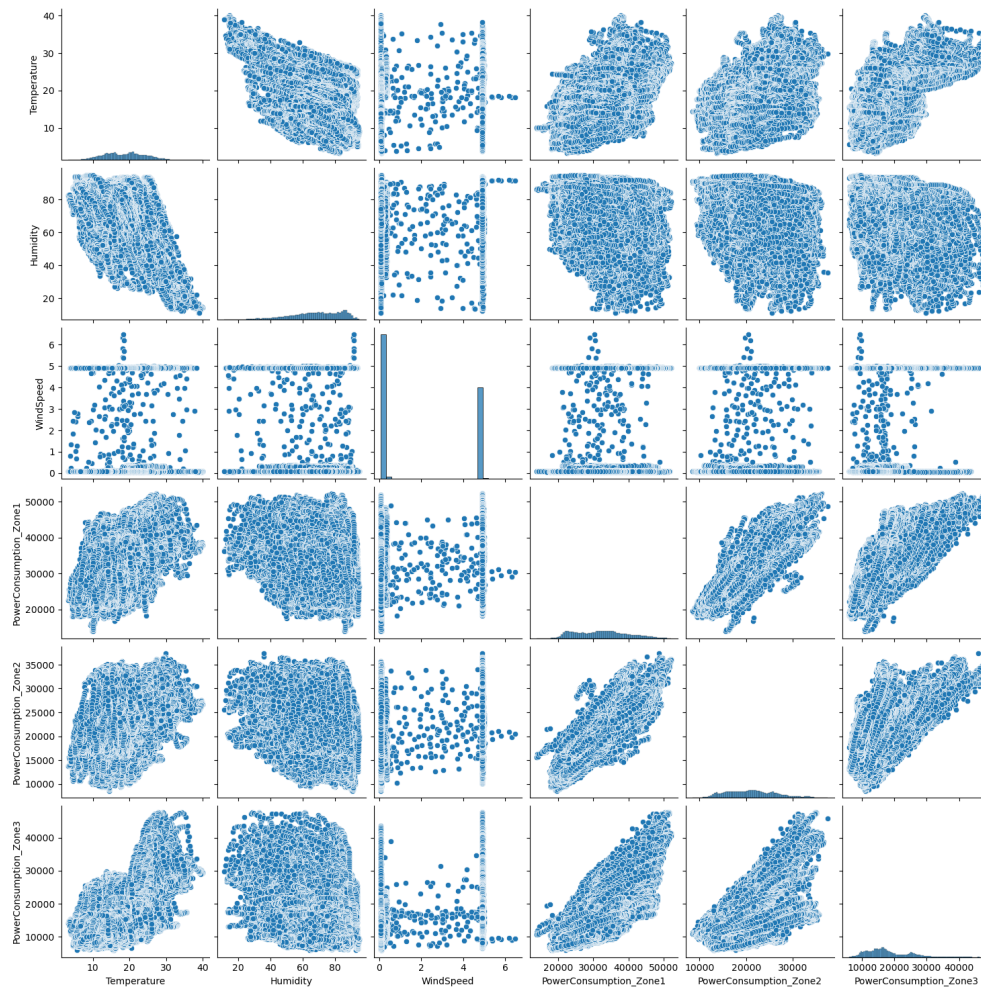 40
30
20
10
Temperature
80
60
40
20
Humidity
6
5
4
3
2
1
0
WindSpeed
50000
40000
30000
20000
PowerConsumption_Zone1
35000
30000
25000
20000
15000
10000
PowerConsumption_Zone2
40000
30000
20000
10000
PowerConsumption_Zone3
10 20 30 40
20 40 60 80
0 2 4 6
20000 30000 40000 50000
10000 20000 30000
10000 20000 30000 40000
Temperature Humidity WindSpeed PowerConsumption_Zone1 PowerConsumption_Zone2 PowerConsumption_Zone3